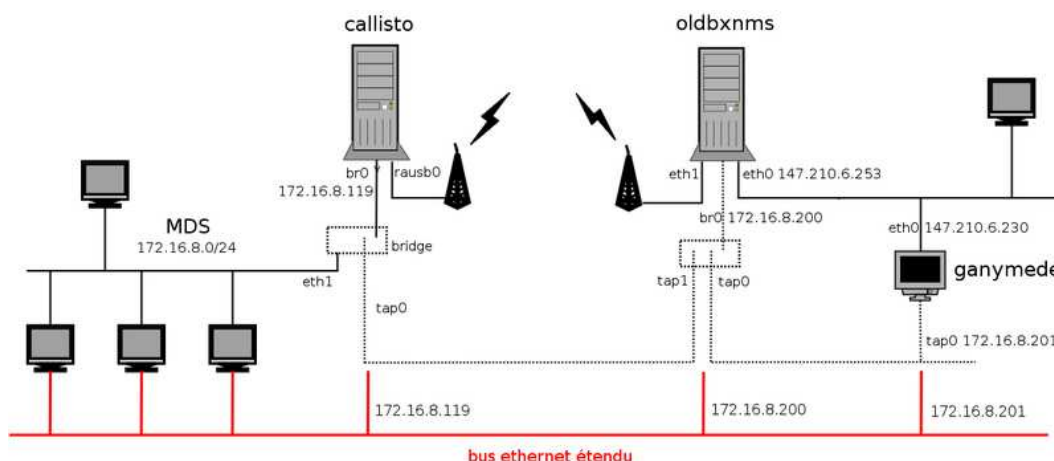 callisto
oldbxnms
br0
rausb0
172.16.8.119
eth1
eth0 147.210.6.253
br0 172.16.8.200
MDS
172.16.8.0/24
bridge
eth1
tap0
tap1
tap0
eth0 147.210.6.230
ganymede
tap0 172.16.8.201
172.16.8.119
172.16.8.200
172.16.8.201
bus ethernet étendu